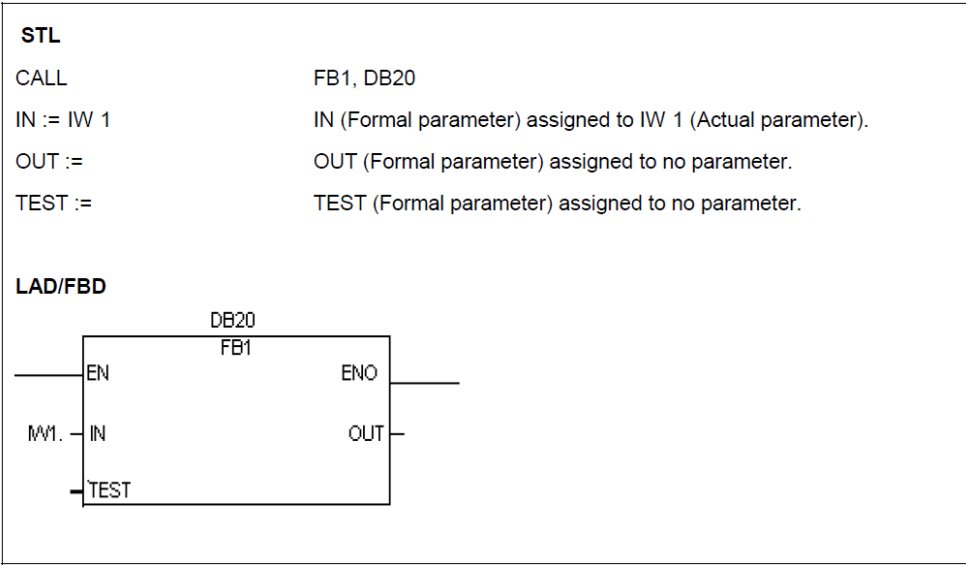 STL
CALL FB1, DB20
IN := IW 1 IN (Formal parameter) assigned to IW 1 (Actual parameter).
OUT := OUT (Formal parameter) assigned to no parameter.
TEST := TEST (Formal parameter) assigned to no parameter.
LAD/FBD
DB20
FB1
EN ENO
IW1. IN OUT
TEST